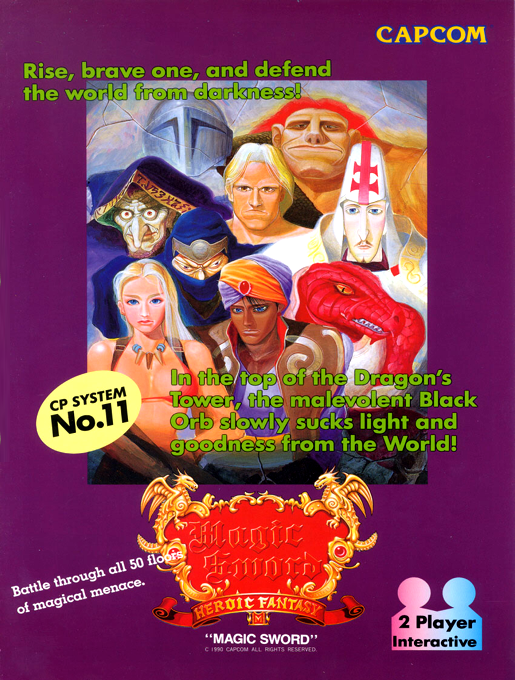 CAPCOM
Rise, brave one, and defend
the world from darkness!
CP SYSTEM
No.11
In the top of the Dragon's
Tower, the malevolent Black
Orb slowly sucks light and
goodness from the World!
Magic
Sword
HEROIC FANTASY
M
Battle through all 50 floors
of magical menace.
"MAGIC SWORD"
© 1990 CAPCOM ALL RIGHTS RESERVED.
2 Player
Interactive